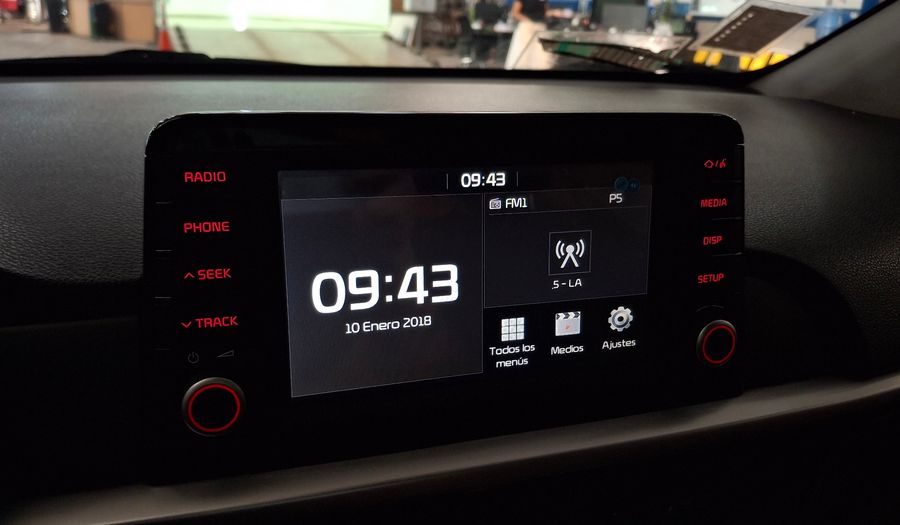 RADIO
PHONE
SEEK
TRACK
09:43
FM1
P5
09:43
10 Enero 2018
.5 - LA
Todos los
menús
Medios
Ajustes
MEDIA
DISP
SETUP